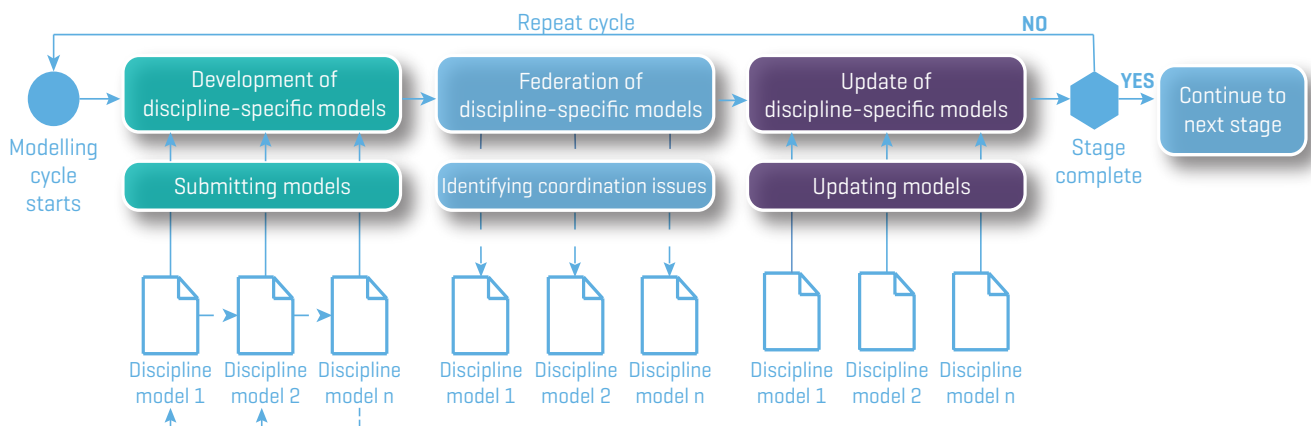 Repeat cycle
NO
Development of
discipline-specific models
Federation of
discipline-specific models
Update of
discipline-specific models
YES
Continue to
next stage
Modelling
cycle
starts
Stage
complete
Submitting models
Identifying coordination issues
Updating models
Discipline
model 1
Discipline
model 2
Discipline
model n
Discipline
model 1
Discipline
model 2
Discipline
model n
Discipline
model 1
Discipline
model 2
Discipline
model n